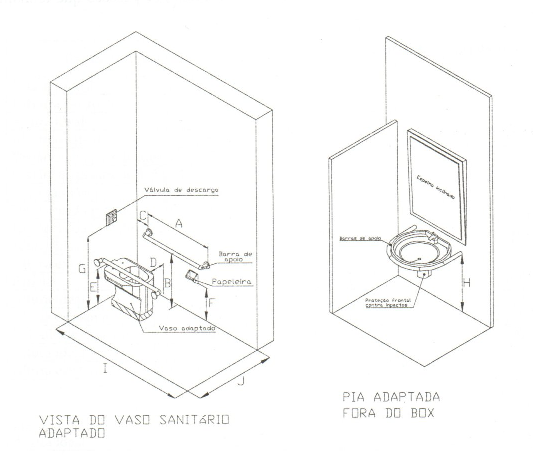 Válvula de descarga
C
A
Barra de
apoio
D
G
E
B
Papeleira
F
Vaso adaptado
I
J
VISTA DO VASO SANITÁRIO
ADAPTADO
Espelho inclinado
Barras de apoio
H
Proteção frontal
contra impactos
PIA ADAPTADA
FORA DO BOX